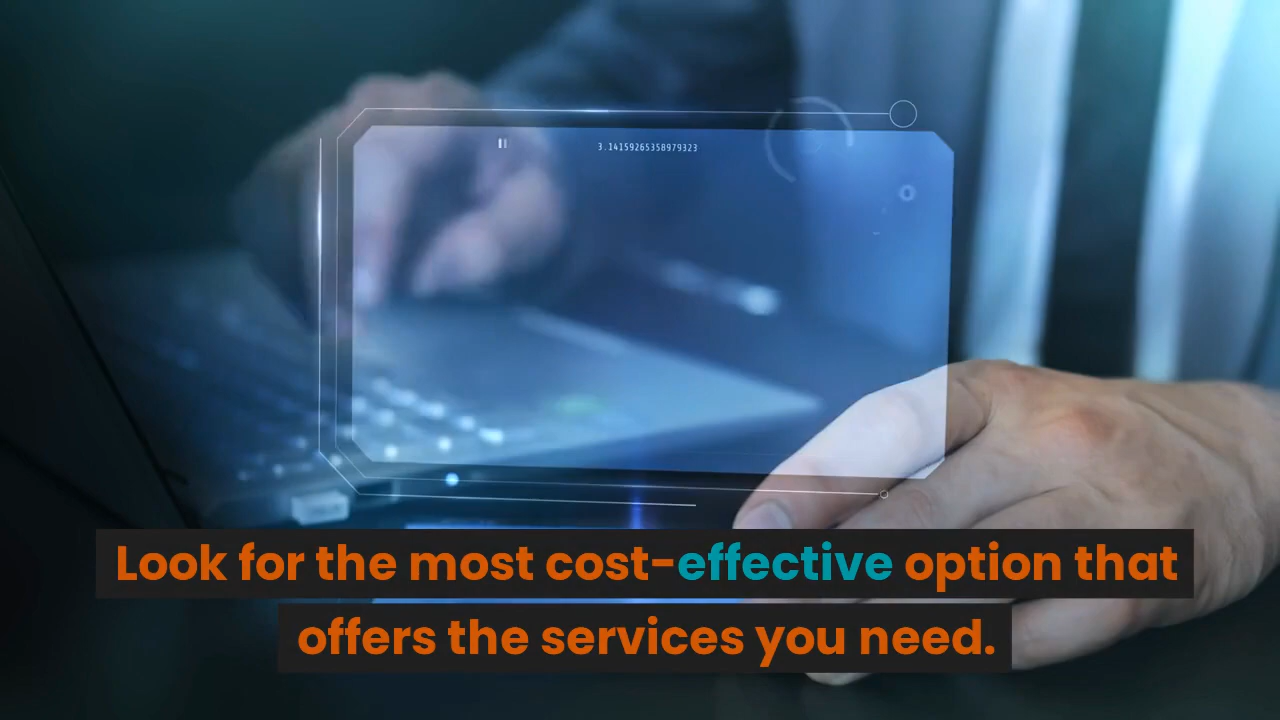 3.14159265358979323
Look for the most cost-effective option that
offers the services you need.